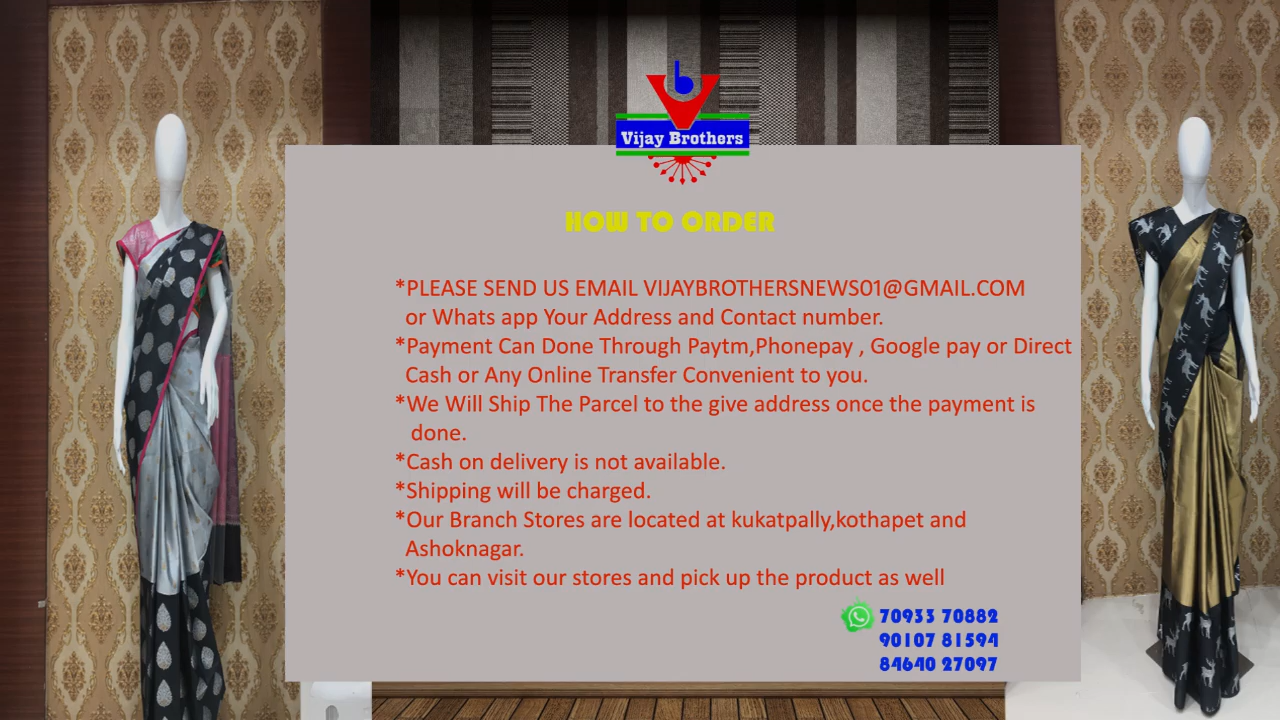 b
Vijay Brothers
HOW TO ORDER
*PLEASE SEND US EMAIL VIJAYBROTHERSNEWS01@GMAIL.COM
or Whats app Your Address and Contact number.
*Payment Can Done Through Paytm,Phonepay , Google pay or Direct
Cash or Any Online Transfer Convenient to you.
*We Will Ship The Parcel to the give address once the payment is
done.
*Cash on delivery is not available.
*Shipping will be charged.
*Our Branch Stores are located at kukatpally,kothapet and
Ashoknagar.
*You can visit our stores and pick up the product as well
70933 70882
90107 81594
84640 27097